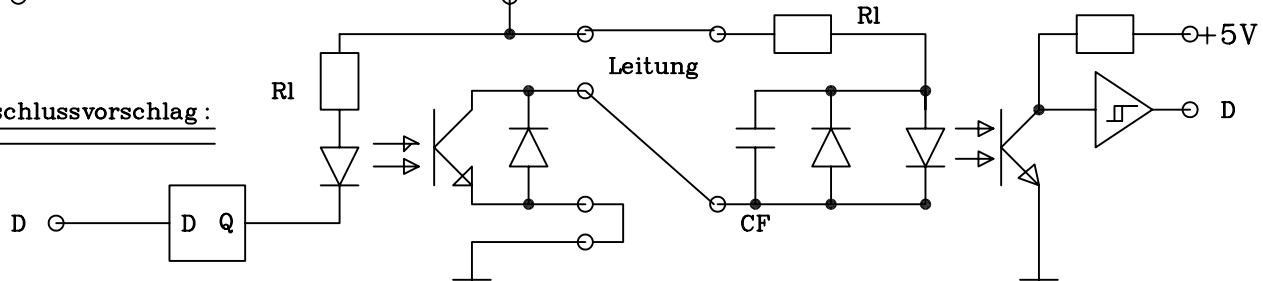 Rl
+5V
Leitung
Rl
D
schlussvorschlag :
D
D Q
CF